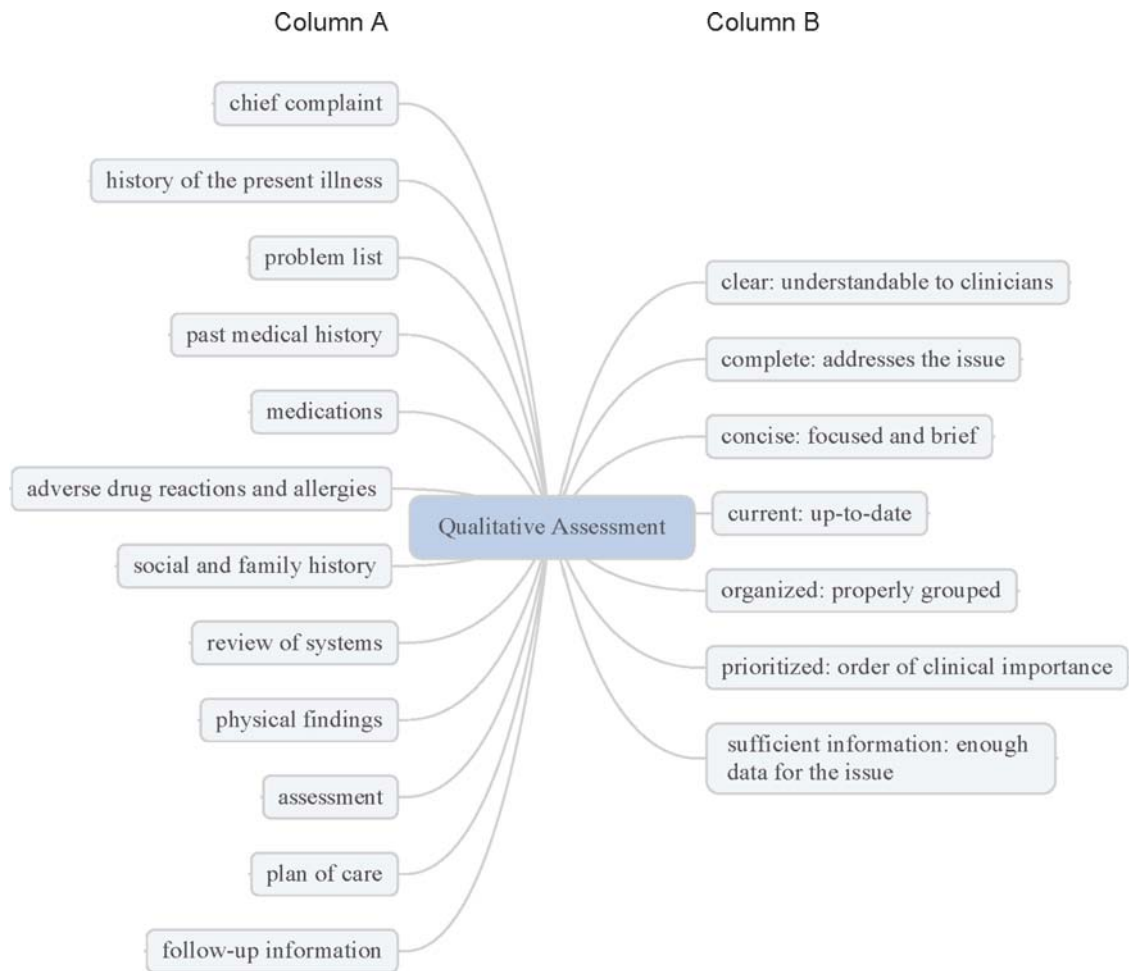 Column A
Column B
chief complaint
history of the present illness
problem list
past medical history
medications
adverse drug reactions and allergies
social and family history
review of systems
physical findings
assessment
plan of care
follow-up information
Qualitative Assessment
clear: understandable to clinicians
complete: addresses the issue
concise: focused and brief
current: up-to-date
organized: properly grouped
prioritized: order of clinical importance
sufficient information: enough
data for the issue